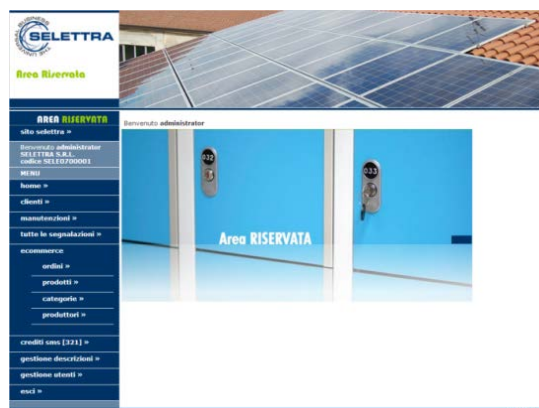 SELETTRA
Area Riservata
AREA RISERVATA
sito selettra »
Benvenuto administrator
SELETTRA S.R.L.
codice SELE0700001
MENU
home »
clienti »
manutenzioni »
tutte le segnalazioni »
ecommerce
ordini »
prodotti »
categorie »
produttori »
crediti sms [321] »
gestione descrizioni »
gestione utenti »
esci »
Benvenuto administrator
032
033
Area RISERVATA